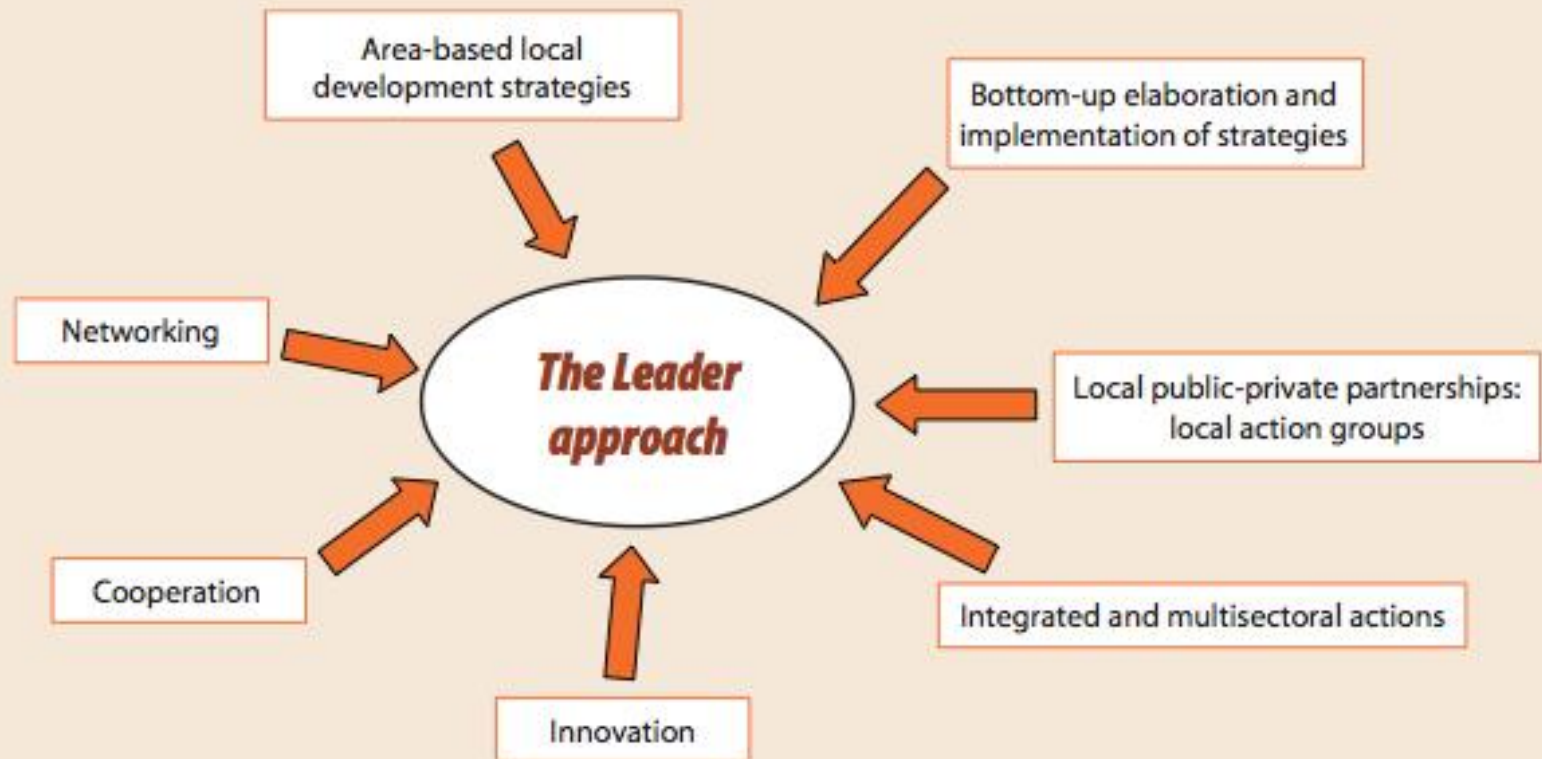 Area-based local
development strategies
Bottom-up elaboration and
implementation of strategies
Networking
The Leader
approach
Local public-private partnerships:
local action groups
Cooperation
Integrated and multisectoral actions
Innovation